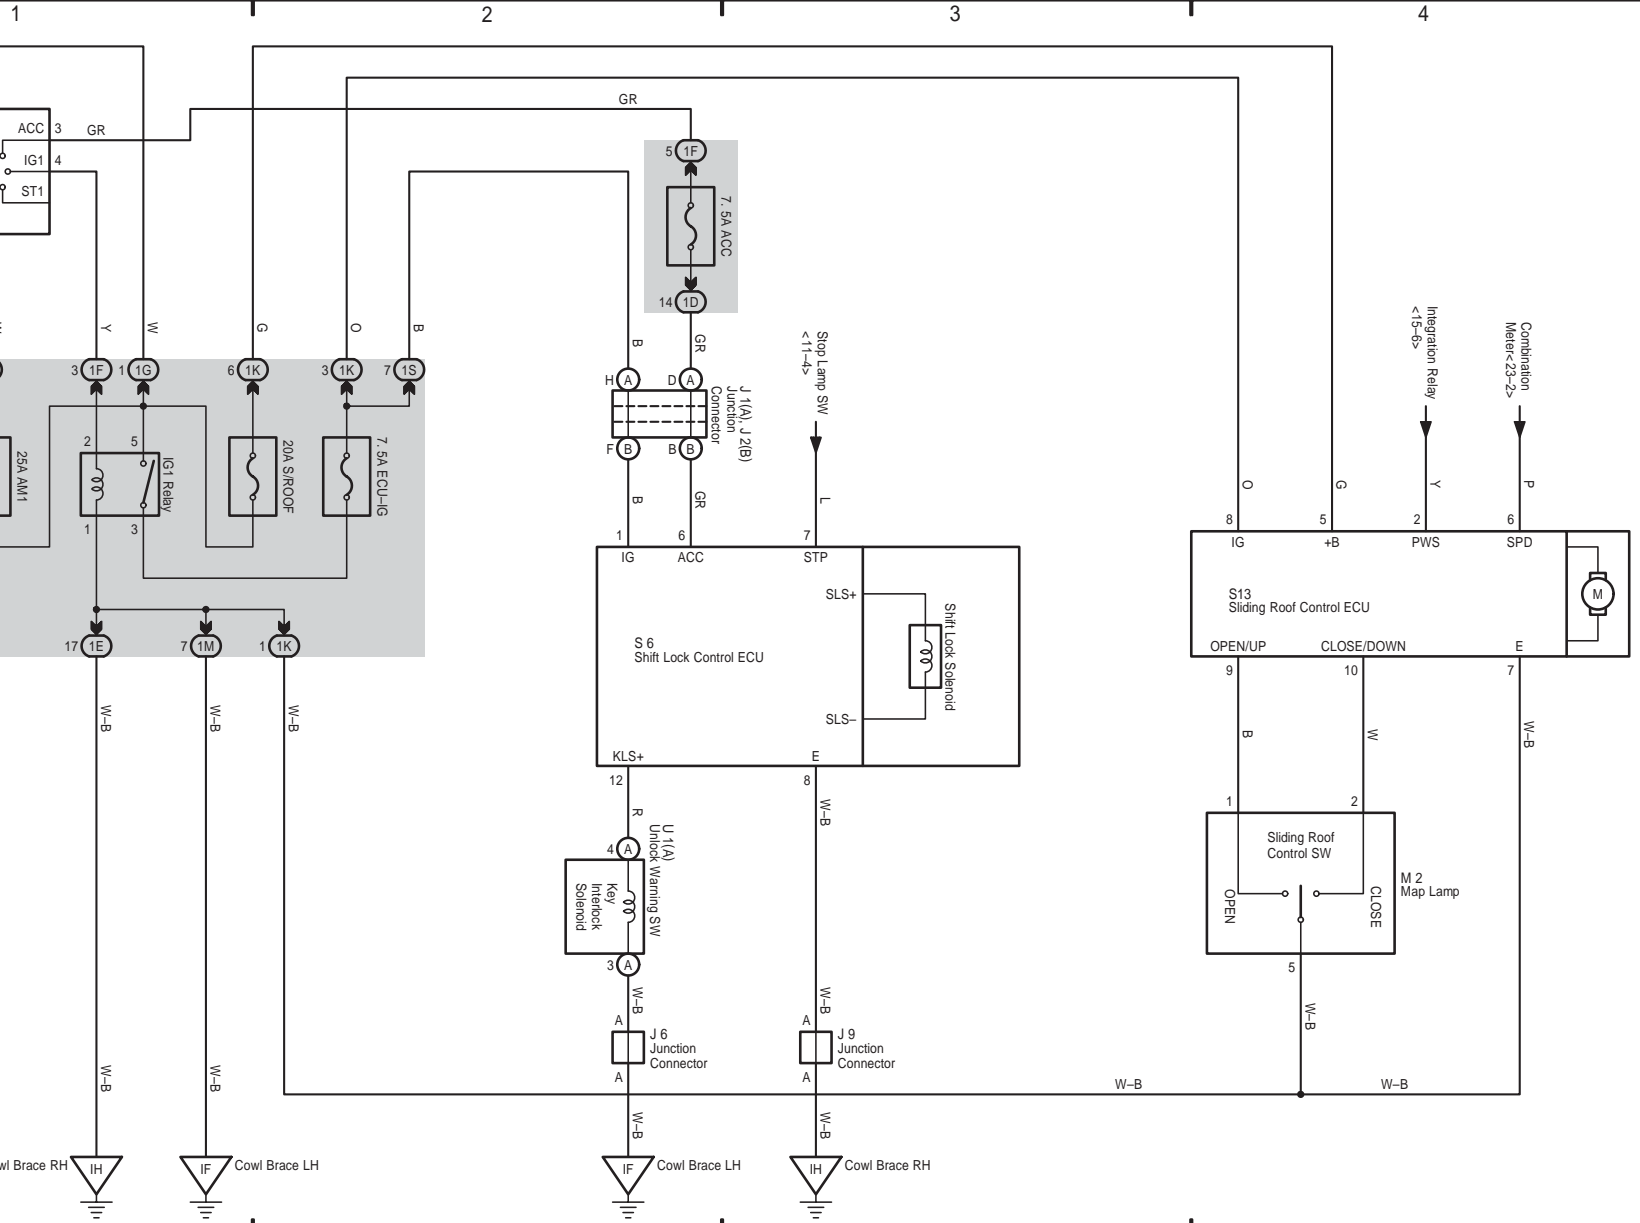 1
2
3
4
ACC 3 GR
IG1 4
ST1
GR
5 1F
7. 5A ACC
14 1D
Y
W
G
O
B
3 1F
1 1G
6 1K
3 1K
7 1S
25A AM1
2
5
IG1 Relay
1
3
20A S/ROOF
7. 5A ECU–IG
17 1E
7 1M
1 1K
W–B
W–B
W–B
W–B
W–B
IH
IF Cowl Brace LH
B
GR
H A
D A
J 1(A), J 2(B)
Junction
Connector
F B
B B
B
GR
Stop Lamp SW
<11–4>
L
1
6
7
IG
ACC
STP
SLS+
S 6
Shift Lock Control ECU
Shift Lock Solenoid
SLS–
KLS+
E
12
8
R
W–B
U 1(A)
Unlock Warning SW
4 A
Key
Interlock
Solenoid
3 A
W–B
W–B
A
J 6
Junction
Connector
A
A
J 9
Junction
Connector
A
W–B
W–B
IF Cowl Brace LH
IH Cowl Brace RH
O
G
Integration Relay
<15–6>
Y
Combination
Meter<23–2>
P
8
5
2
6
IG
+B
PWS
SPD
S13
Sliding Roof Control ECU
M
OPEN/UP
CLOSE/DOWN
E
9
10
7
B
W
W–B
1
2
Sliding Roof
Control SW
OPEN
CLOSE
M 2
Map Lamp
5
W–B
W–B
W–B